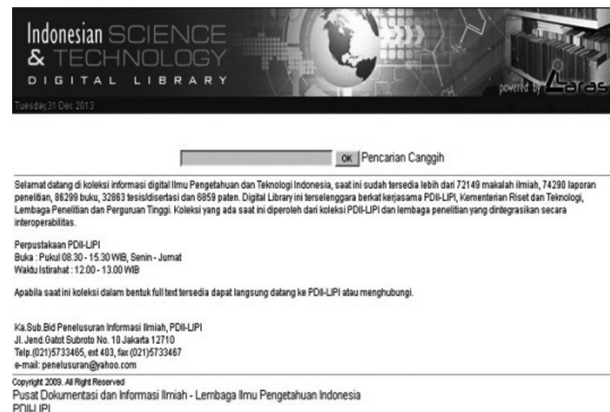 Indonesian SCIENCE
& TECHNOLOGY
DIGITAL LIBRARY
powered by Laras
Tuesday,31 Dec 2013
OK Pencarian Canggih
Selamat datang di koleksi informasi digital Ilmu Pengetahuan dan Teknologi Indonesia, saat ini sudah tersedia lebih dari 72149 makalah ilmiah, 74290 laporan
penelitian, 86299 buku, 32863 tesis/disertasi dan 6859 paten. Digital Library ini terselenggara berkat kerjasama PDII-LIPI, Kementerian Riset dan Teknologi,
Lembaga Penelitian dan Perguruan Tinggi. Koleksi yang ada saat ini diperoleh dari koleksi PDII-LIPI dan lembaga penelitian yang dintegrasikan secara
interoperabilitas.
Perpustakaan PDII-LIPI
Buka : Pukul 08.30 - 15.30 WIB, Senin - Jumat
Waktu Istirahat : 12.00 - 13.00 WIB
Apabila saat ini koleksi dalam bentuk full text tersedia dapat langsung datang ke PDII-LIPI atau menghubungi.
Ka.Sub.Bid Penelusuran Informasi Ilmiah, PDII-LIPI
Jl. Jend.Gatot Subroto No. 10 Jakarta 12710
Telp.(021)5733465, ext 403, fax (021)5733467
e-mail: penelusuran@yahoo.com
Copyright 2009. All Right Reserved
Pusat Dokumentasi dan Informasi Ilmiah - Lembaga Ilmu Pengetahuan Indonesia
PDII-LIPI